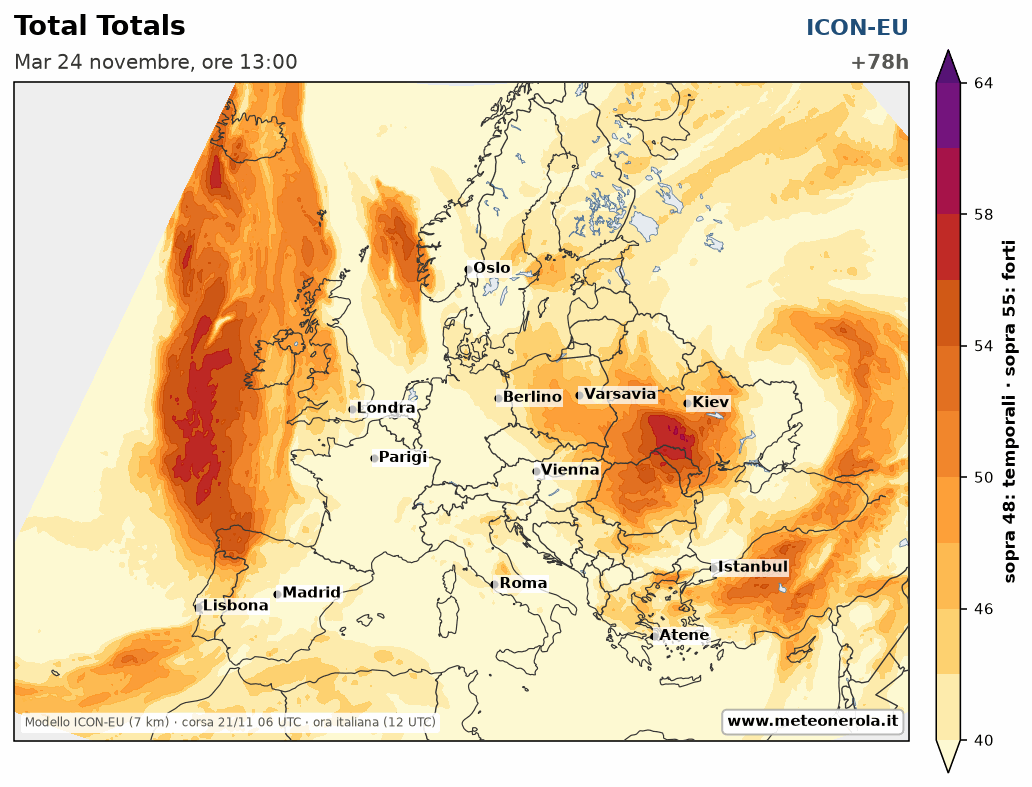 Total Totals
ICON-EU
Mar 24 novembre, ore 13:00
+78h
64
58
54
50
46
40
sopra 48: temporali · sopra 55: forti
Oslo
Berlino
Varsavia
Kiev
Londra
Parigi
Vienna
Istanbul
Roma
Madrid
Lisbona
Atene
Modello ICON-EU (7 km) · corsa 21/11 06 UTC · ora italiana (12 UTC)
www.meteonerola.it